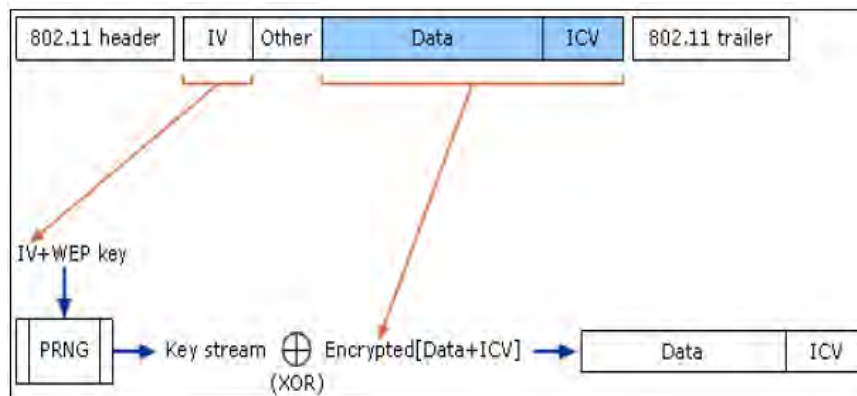 802.11 header IV Other Data ICV 802.11 trailer
IV+WEP key
PRNG Key stream Encrypted[Data+ICV] Data ICV
(XOR)